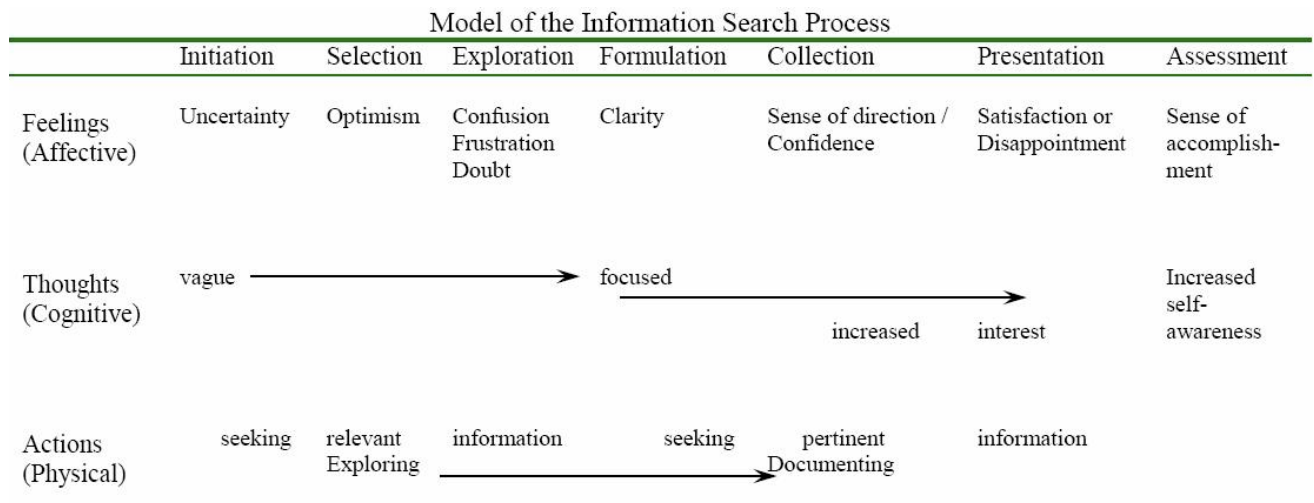 Model of the Information Search Process
Initiation Selection Exploration Formulation Collection Presentation Assessment
Feelings Uncertainty Optimism Confusion Clarity Sense of direction / Satisfaction or Sense of
(Affective) Frustration Confidence Disappointment accomplish-
Doubt ment
Thoughts vague focused Increased
(Cognitive) self-
increased interest awareness
Actions seeking relevant information seeking pertinent information
(Physical) Exploring Documenting